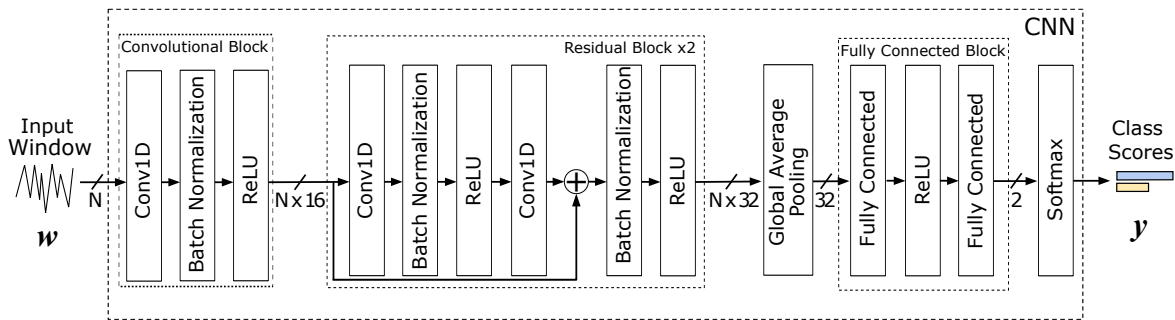 CNN
Convolutional Block
Residual Block x2
Fully Connected Block
Input
Window
w
N
Conv1D
Batch Normalization
ReLU
N x 16
Conv1D
Batch Normalization
ReLU
Conv1D
Batch Normalization
ReLU
N x 32
Global Average
Pooling
32
Fully Connected
ReLU
Fully Connected
2
Softmax
Class
Scores
y